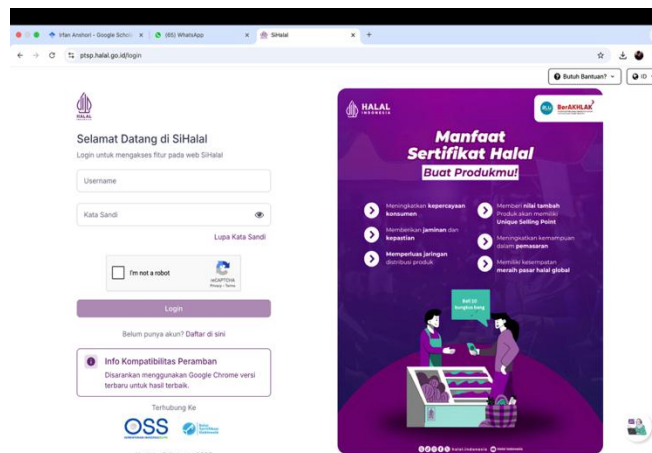 Irfan Anshori - Google Schola
(65) WhatsApp
SiHalal
ptsp.halal.go.id/login
Butuh Bantuan?
ID
HALAL
Selamat Datang di SiHalal
Login untuk mengakses fitur pada web SiHalal
Username
Kata Sandi
Lupa Kata Sandi
I'm not a robot
reCAPTCHA
Privacy - Terms
Login
Belum punya akun? Daftar di sini
Info Kompatibilitas Peramban
Disarankan menggunakan Google Chrome versi
terbaru untuk hasil terbaik.
Terhubung Ke
OSS
HALAL
INDONESIA
BLU
BerAKHLAK
Manfaat
Sertifikat Halal
Buat Produkmu!
Meningkatkan kepercayaan
konsumen
Memberikan jaminan dan
kepastian
Memperluas jaringan
distribusi produk
Memberi nilai tambah
Produk akan memiliki
Unique Selling Point
Meningkatkan kemampuan
dalam pemasaran
Memiliki kesempatan
meraih pasar halal global
halal.indonesia